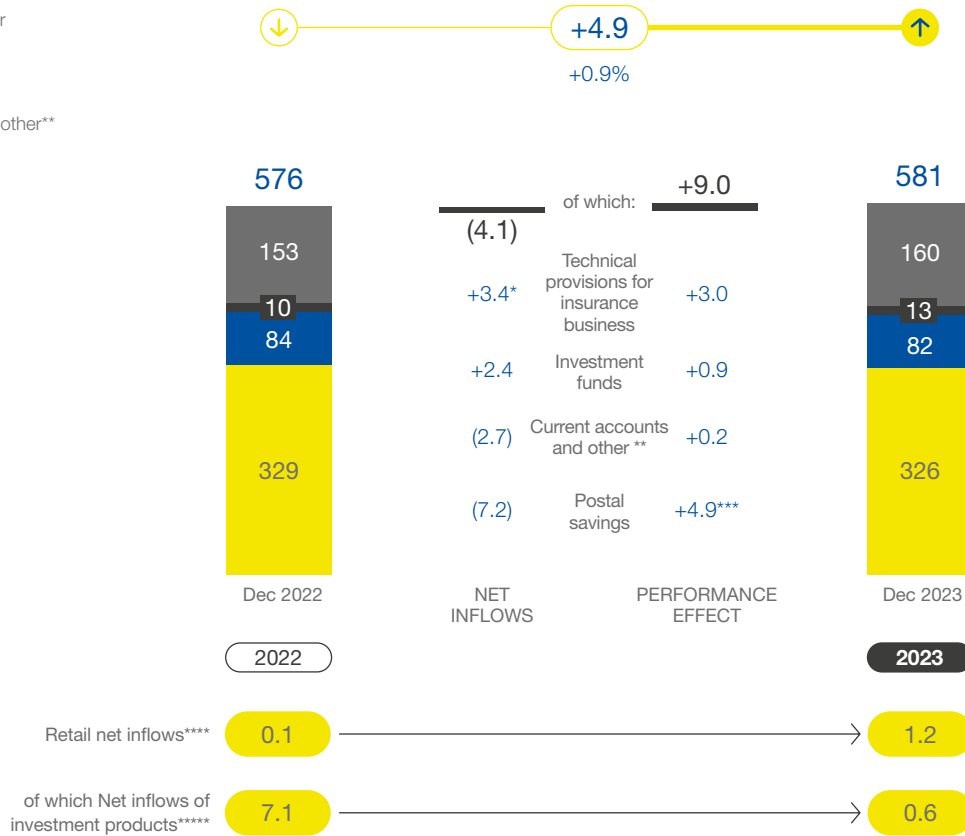 r
+4.9
+0.9%
other**
576
581
of which:
+9.0
(4.1)
153
10
84
329
160
13
82
326
+3.4*
Technical
provisions for
insurance
business
+3.0
+2.4
Investment
funds
+0.9
(2.7)
Current accounts
and other **
+0.2
(7.2)
Postal
savings
+4.9***
Dec 2022
NET
INFLOWS
PERFORMANCE
EFFECT
Dec 2023
2022
2023
Retail net inflows****
0.1
1.2
of which Net inflows of
investment products*****
7.1
0.6